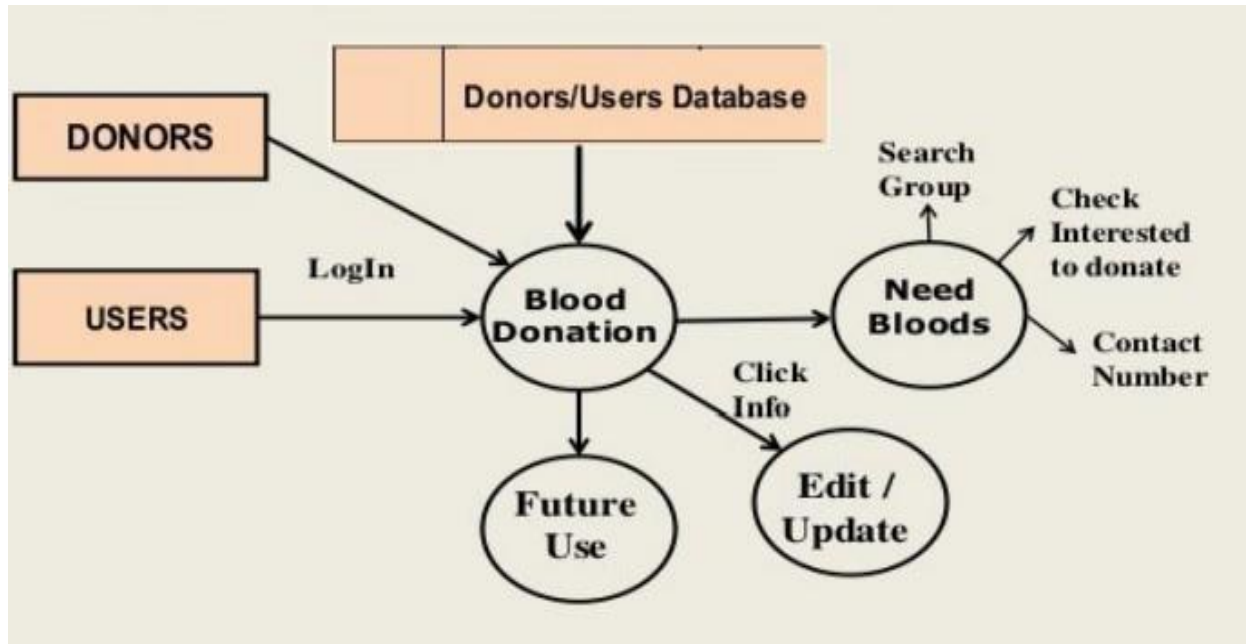 Donors/Users Database
DONORS
USERS
LogIn
Blood
Donation
Need
Bloods
Search
Group
Check
Interested
to donate
Contact
Number
Click
Info
Edit /
Update
Future
Use